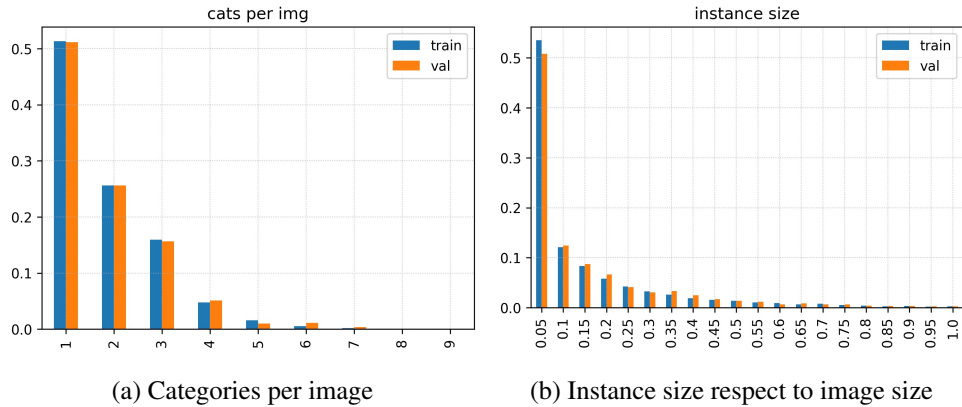 cats per img
0.5
0.4
0.3
0.2
0.1
0.0
train
val
1 2 3 4 5 6 7 8 9
(a) Categories per image
instance size
0.5
0.4
0.3
0.2
0.1
0.0
train
val
0.05 0.1 0.15 0.2 0.25 0.3 0.35 0.4 0.45 0.5 0.55 0.6 0.65 0.7 0.75 0.8 0.85 0.9 0.95 1.0
(b) Instance size respect to image size